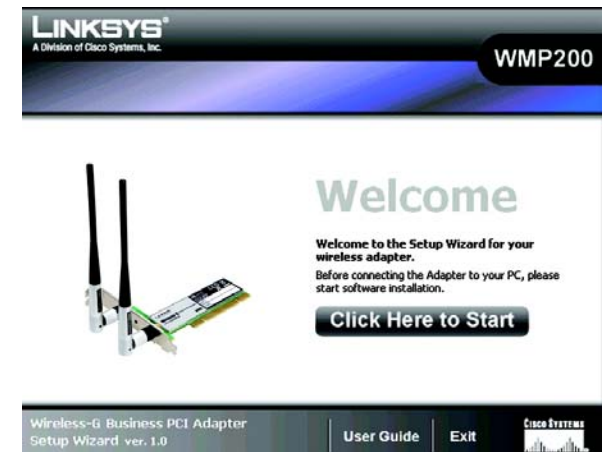 LINKSYS®
A Division of Cisco Systems, Inc.
WMP200
Welcome
Welcome to the Setup Wizard for your
wireless adapter.
Before connecting the Adapter to your PC, please
start software installation.
Click Here to Start
Wireless-G Business PCI Adapter
Setup Wizard ver. 1.0
User Guide
Exit
CISCO SYSTEMS